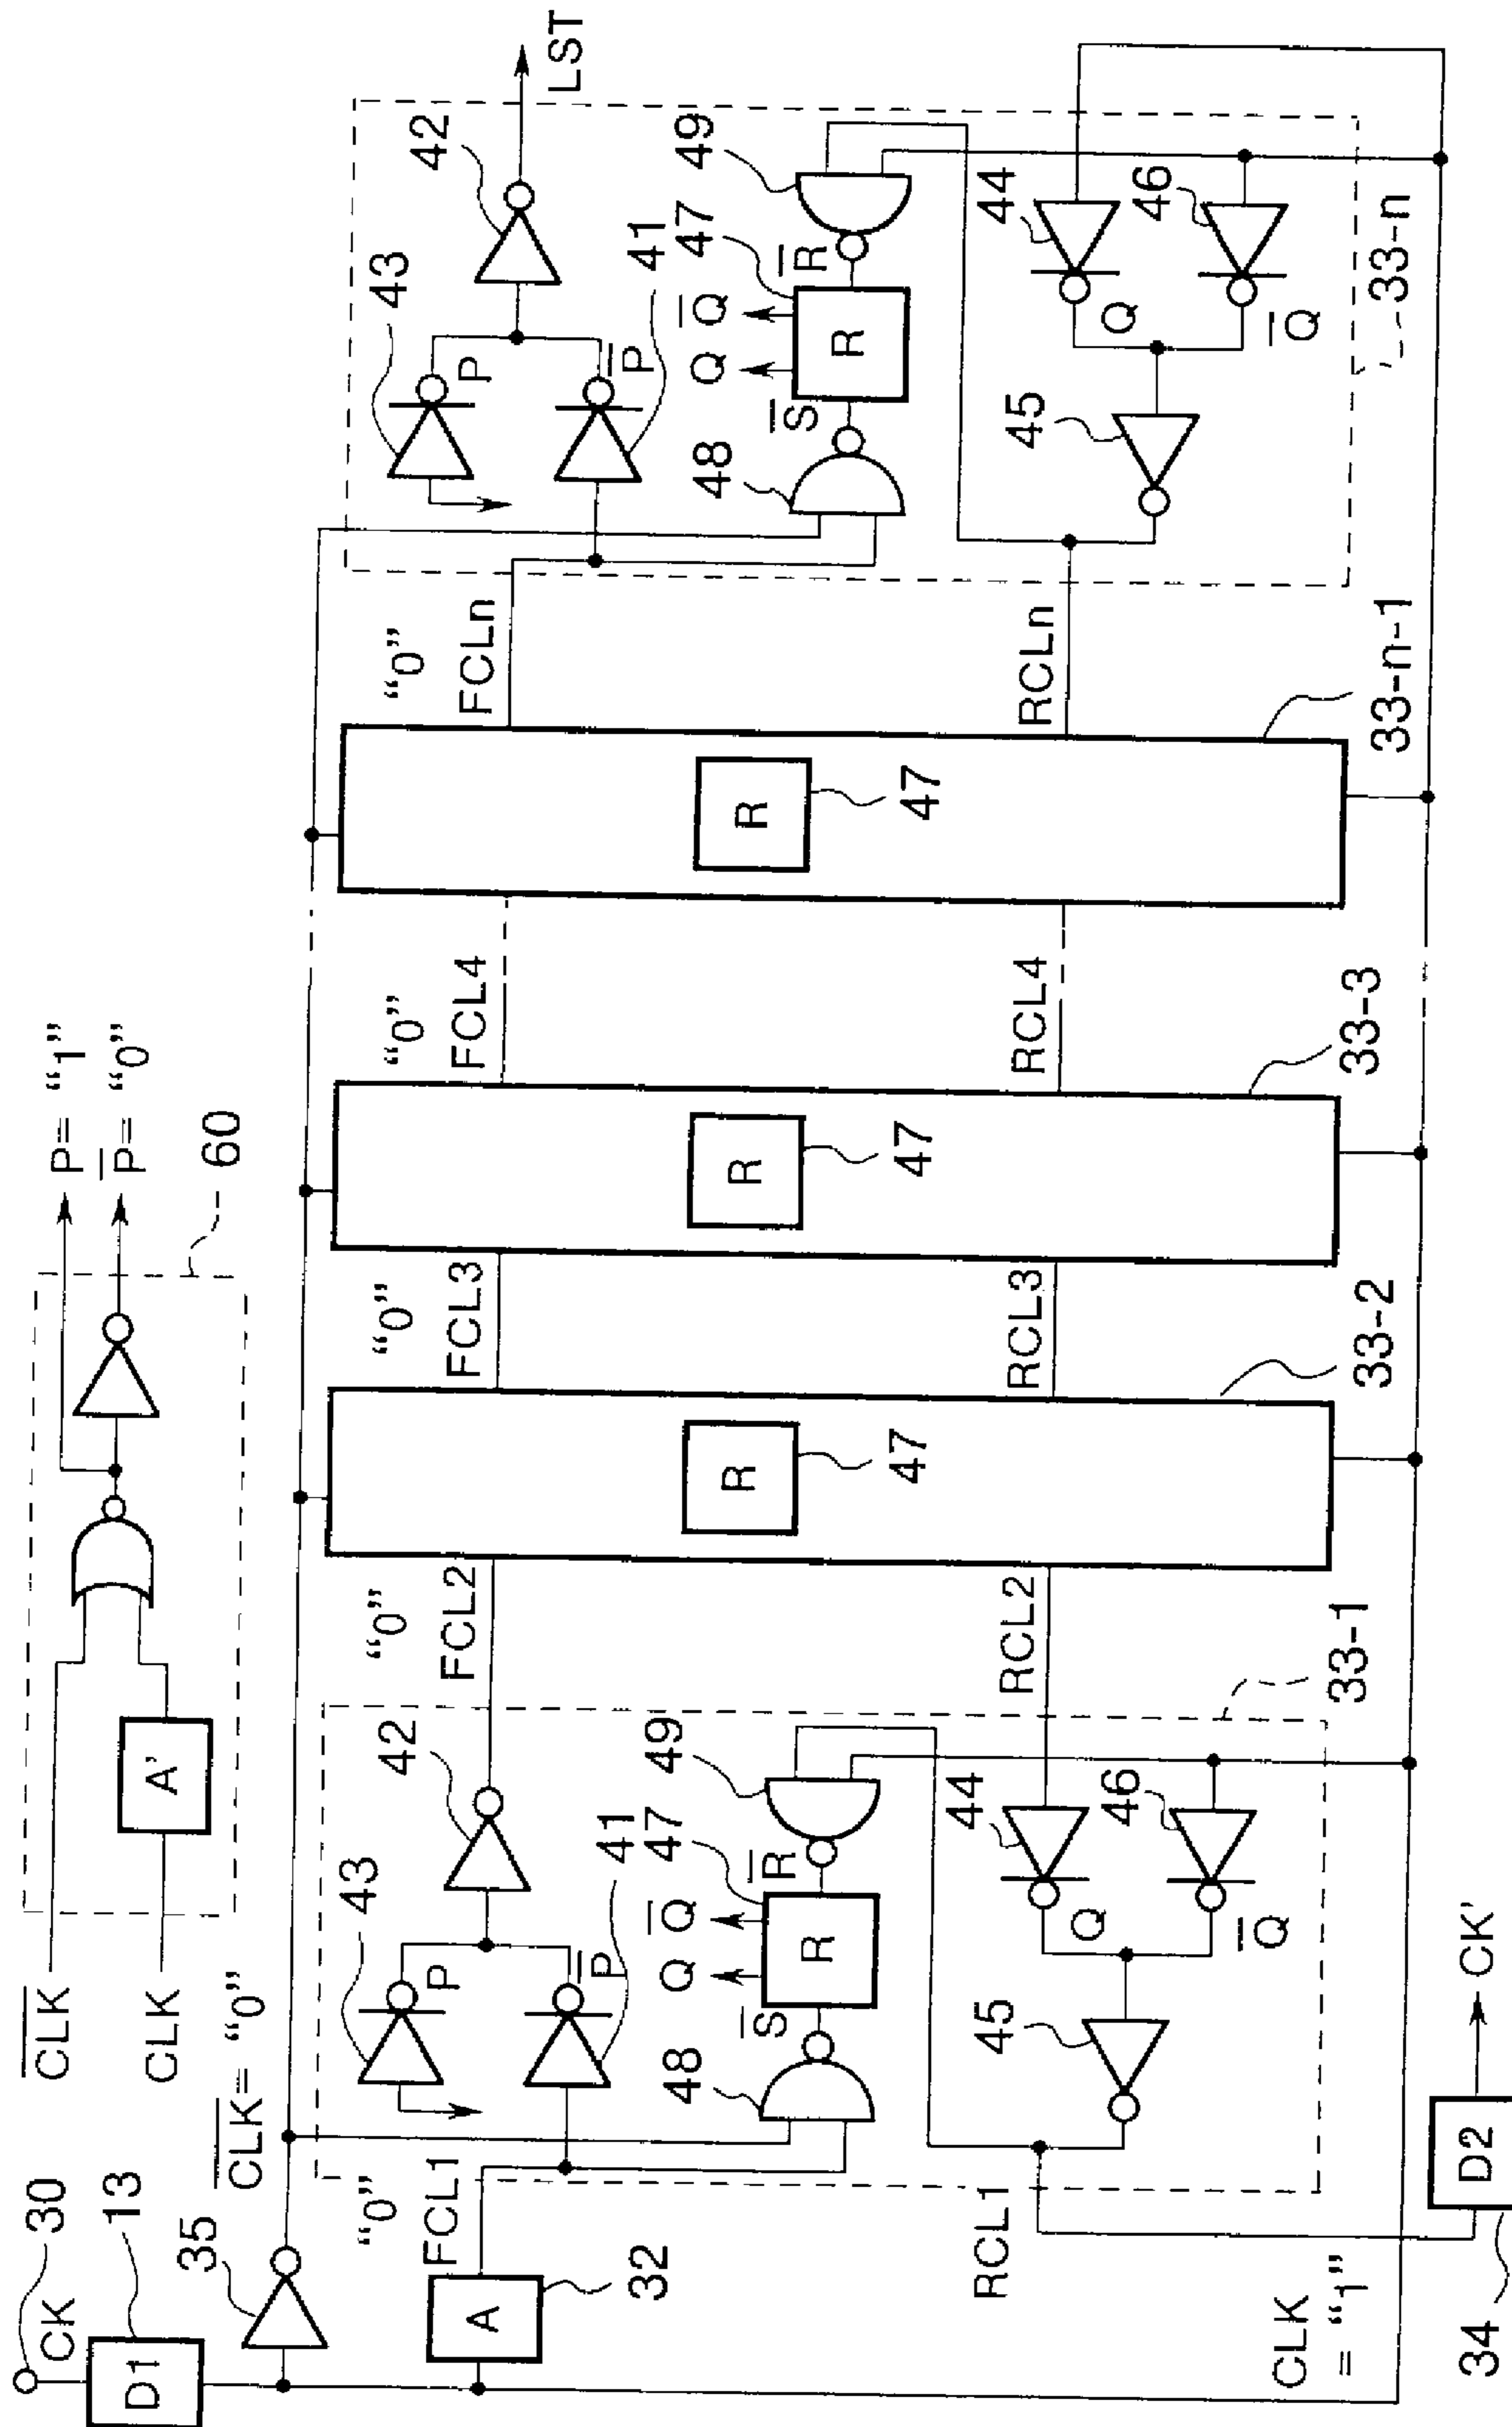 30
CK
13
D1
35
32
A
CLK
CLK
A'
60
P= “1”
P= “0”
CLK= “0”
“0”
FCL1
43
P
42
41
P
“0”
FCL2
“0”
FCL3
“0”
FCL4
“0”
FCLn
43
P
42
LST
41
P
48
S
Q
Q
47
R
R
49
R
47
R
47
R
47
48
S
Q
Q
47
R
R
49
RCL1
45
Q
44
Q
46
RCL2
RCL3
RCL4
RCLn
45
Q
44
Q
46
33-1
33-2
33-3
33-n-1
33-n
CLK
= “1”
34
D2
CK'